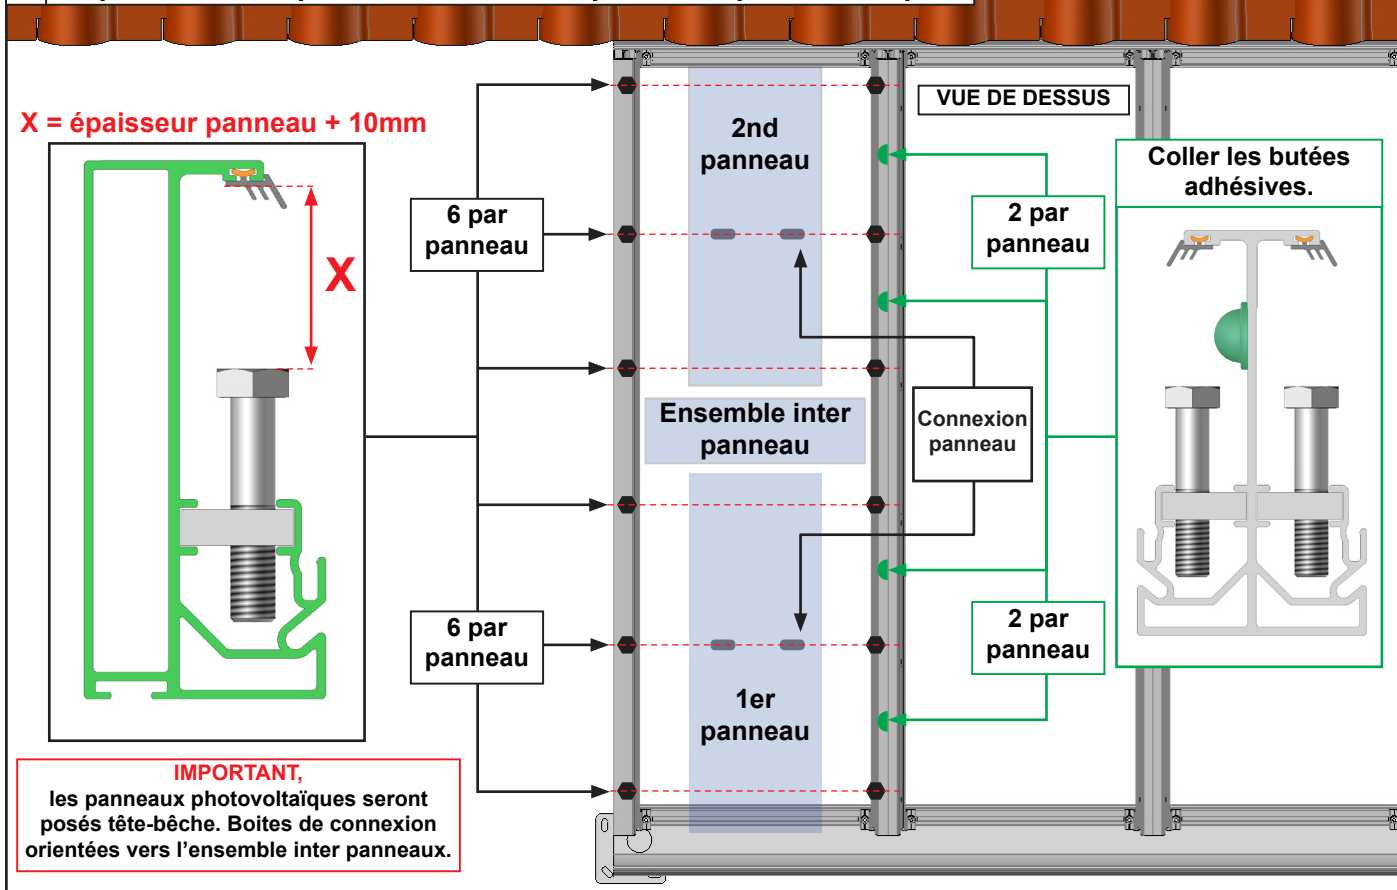 VUE DE DESSUS
X = épaisseur panneau + 10mm
X
6 par
panneau
2nd
panneau
2 par
panneau
Coller les butées
adhésives.
Ensemble inter
panneau
Connexion
panneau
6 par
panneau
1er
panneau
2 par
panneau
IMPORTANT,
les panneaux photovoltaïques seront
posés tête-bêche. Boites de connexion
orientées vers l’ensemble inter panneaux.